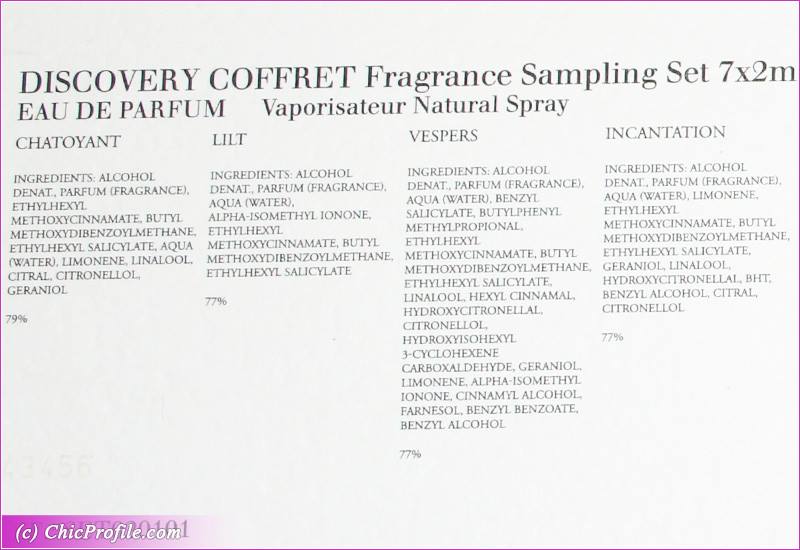 DISCOVERY COFFRET Fragrance Sampling Set 7x2m
EAU DE PARFUM Vaporisateur Natural Spray
CHATOYANT
INGREDIENTS: ALCOHOL
DENAT., PARFUM (FRAGRANCE),
ETHYLHEXYL
METHOXYCINNAMATE, BUTYL
METHOXYDIBENZOYLMETHANE,
ETHYLHEXYL SALICYLATE, AQUA
(WATER), LIMONENE, LINALOOL,
CITRAL, CITRONELLOL,
GERANIOL
79%
LILT
INGREDIENTS: ALCOHOL
DENAT., PARFUM (FRAGRANCE),
AQUA (WATER),
ALPHA-ISOMETHYL IONONE,
ETHYLHEXYL
METHOXYCINNAMATE, BUTYL
METHOXYDIBENZOYLMETHANE,
ETHYLHEXYL SALICYLATE
77%
VESPERS
INGREDIENTS: ALCOHOL
DENAT., PARFUM (FRAGRANCE),
AQUA (WATER), BENZYL
SALICYLATE, BUTYLPHENYL
METHYLPROPIONAL,
ETHYLHEXYL
METHOXYCINNAMATE, BUTYL
METHOXYDIBENZOYLMETHANE,
ETHYLHEXYL SALICYLATE,
LINALOOL, HEXYL CINNAMAL,
HYDROXYCITRONELLAL,
CITRONELLOL,
HYDROXYISOHEXYL
3-CYCLOHEXENE
CARBOXALDEHYDE, GERANIOL,
LIMONENE, ALPHA-ISOMETHYL
IONONE, CINNAMYL ALCOHOL,
FARNESOL, BENZYL BENZOATE,
BENZYL ALCOHOL
77%
INCANTATION
INGREDIENTS: ALCOHOL
DENAT., PARFUM (FRAGRANCE),
AQUA (WATER), LIMONENE,
ETHYLHEXYL
METHOXYCINNAMATE, BUTYL
METHOXYDIBENZOYLMETHANE,
ETHYLHEXYL SALICYLATE,
GERANIOL, LINALOOL,
HYDROXYCITRONELLAL, BHT,
BENZYL ALCOHOL, CITRAL,
CITRONELLOL
77%
43456
(c) ChicProfile.com